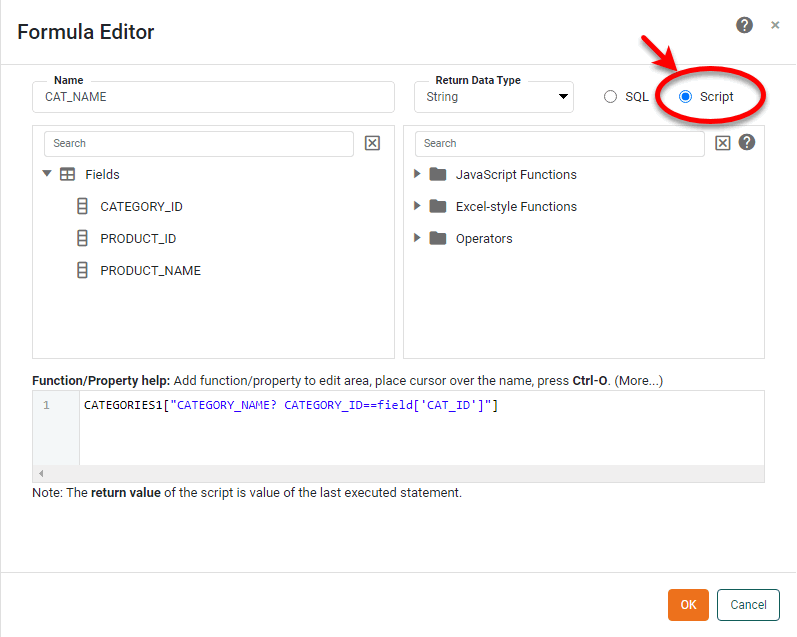 Formula Editor
Name
CAT_NAME
Return Data Type
String
SQL
Script
Search
Fields
CATEGORY_ID
PRODUCT_ID
PRODUCT_NAME
Search
JavaScript Functions
Excel-style Functions
Operators
Function/Property help: Add function/property to edit area, place cursor over the name, press Ctrl-O. (More...)
1 CATEGORIES1["CATEGORY_NAME? CATEGORY_ID==field['CAT_ID']"]
Note: The return value of the script is value of the last executed statement.
OK
Cancel